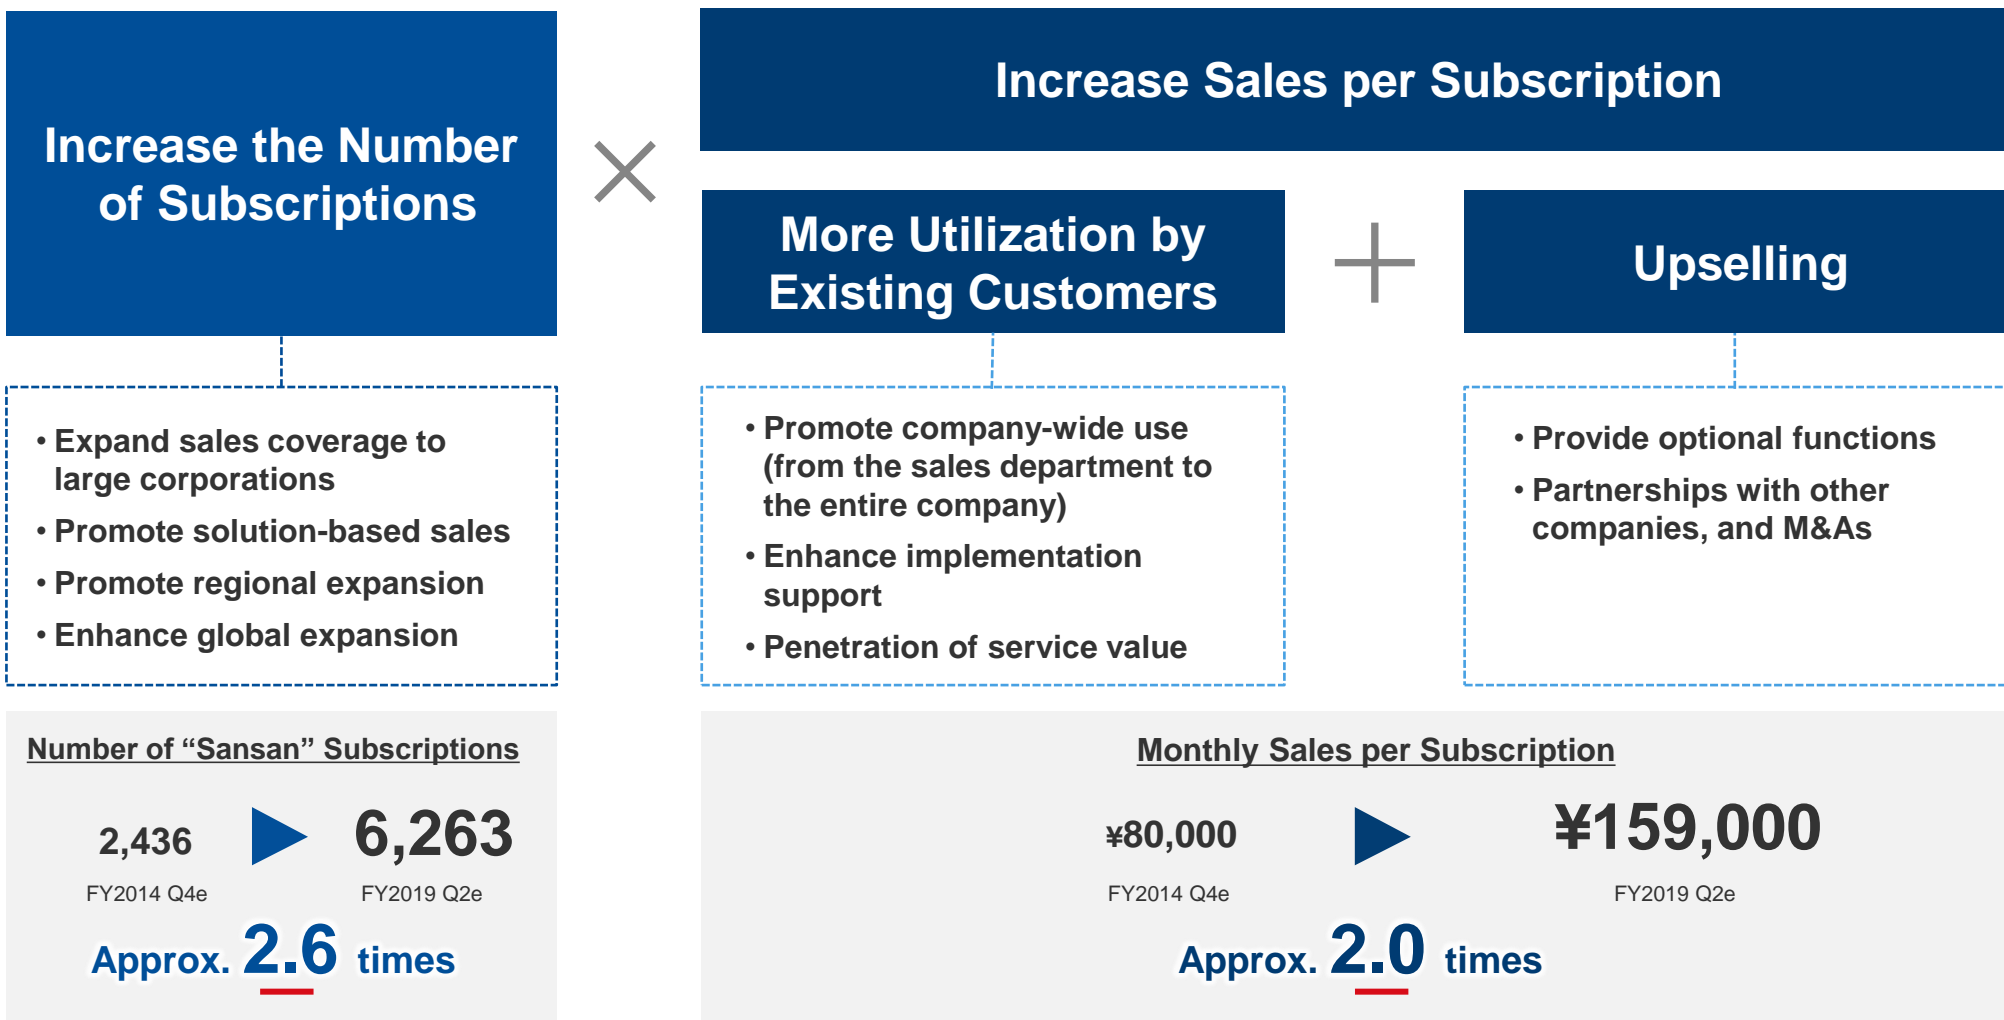 Increase the Number
of Subscriptions
×
Increase Sales per Subscription
More Utilization by
Existing Customers
+
Upselling
• Expand sales coverage to
large corporations
• Promote solution-based sales
• Promote regional expansion
• Enhance global expansion
• Promote company-wide use
(from the sales department to
the entire company)
• Enhance implementation
support
• Penetration of service value
• Provide optional functions
• Partnerships with other
companies, and M&As
Number of “Sansan” Subscriptions
2,436
6,263
FY2014 Q4e
FY2019 Q2e
Approx. 2.6 times
Monthly Sales per Subscription
¥80,000
¥159,000
FY2014 Q4e
FY2019 Q2e
Approx. 2.0 times